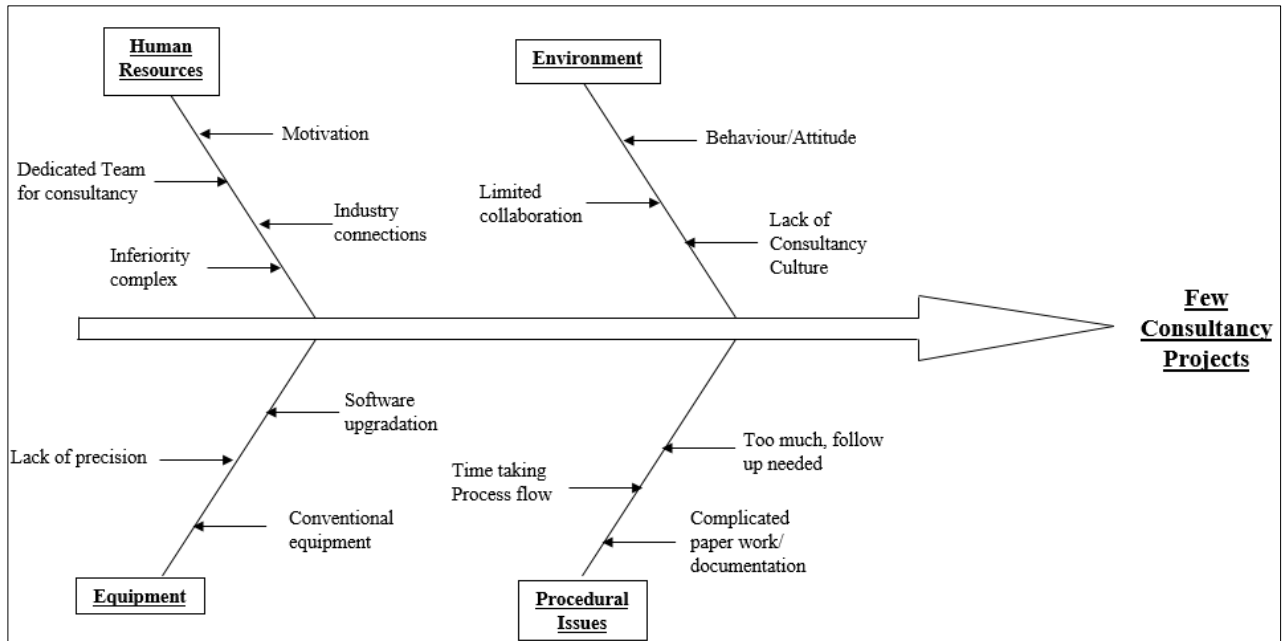 Human
Resources
Environment
Motivation
Behaviour/Attitude
Dedicated Team
for consultancy
Limited
collaboration
Industry
connections
Lack of
Consultancy
Culture
Inferiority
complex
Few
Consultancy
Projects
Software
upgradation
Lack of precision
Too much, follow
up needed
Time taking
Process flow
Conventional
equipment
Complicated
paper work/
documentation
Equipment
Procedural
Issues